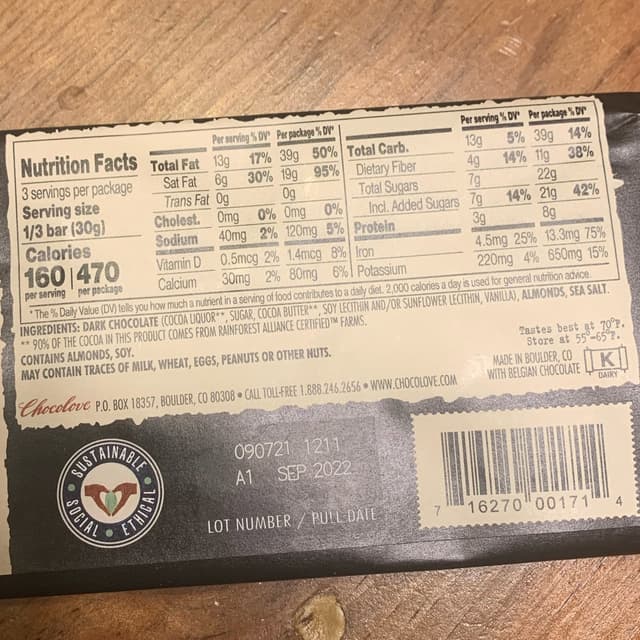 Nutrition Facts
3 servings per package
Serving size
1/3 bar (30g)
Calories
160 470
per serving per package
Per serving % DV* Per package % DV*
Total Fat 13g 17% 39g 50%
Sat Fat 6g 30% 19g 95%
Trans Fat 0g 0g
Cholest. 0mg 0% 0mg 0%
Sodium 40mg 2% 120mg 5%
Vitamin D 0.5mcg 2% 1.4mcg 8%
Calcium 30mg 2% 80mg 6%
Per serving % DV* Per package % DV*
Total Carb. 13g 5% 39g 14%
Dietary Fiber 4g 14% 11g 38%
Total Sugars 7g 22g
Incl. Added Sugars 7g 14% 21g 42%
Protein 3g 8g
Iron 4.5mg 25% 13.3mg 75%
Potassium 220mg 4% 650mg 15%
*The % Daily Value (DV) tells you how much a nutrient in a serving of food contributes to a daily diet. 2,000 calories a day is used for general nutrition advice.
INGREDIENTS: DARK CHOCOLATE (COCOA LIQUOR**, SUGAR, COCOA BUTTER**, SOY LECITHIN AND/OR SUNFLOWER LECITHIN, VANILLA), ALMONDS, SEA SALT.
** 90% OF THE COCOA IN THIS PRODUCT COMES FROM RAINFOREST ALLIANCE CERTIFIED™ FARMS.
CONTAINS ALMONDS, SOY.
MAY CONTAIN TRACES OF MILK, WHEAT, EGGS, PEANUTS OR OTHER NUTS.
Tastes best at 70°F.
Store at 55°-65°F.
MADE IN BOULDER, CO
WITH BELGIAN CHOCOLATE
K
DAIRY
Chocolove P.O. BOX 18357, BOULDER, CO 80308 • CALL TOLL-FREE 1.888.246.2656 • WWW.CHOCOLOVE.COM
SUSTAINABLE
SOCIAL • ETHICAL
090721 1211
A1 SEP 2022
LOT NUMBER / PULL DATE
7 16270 00171 4